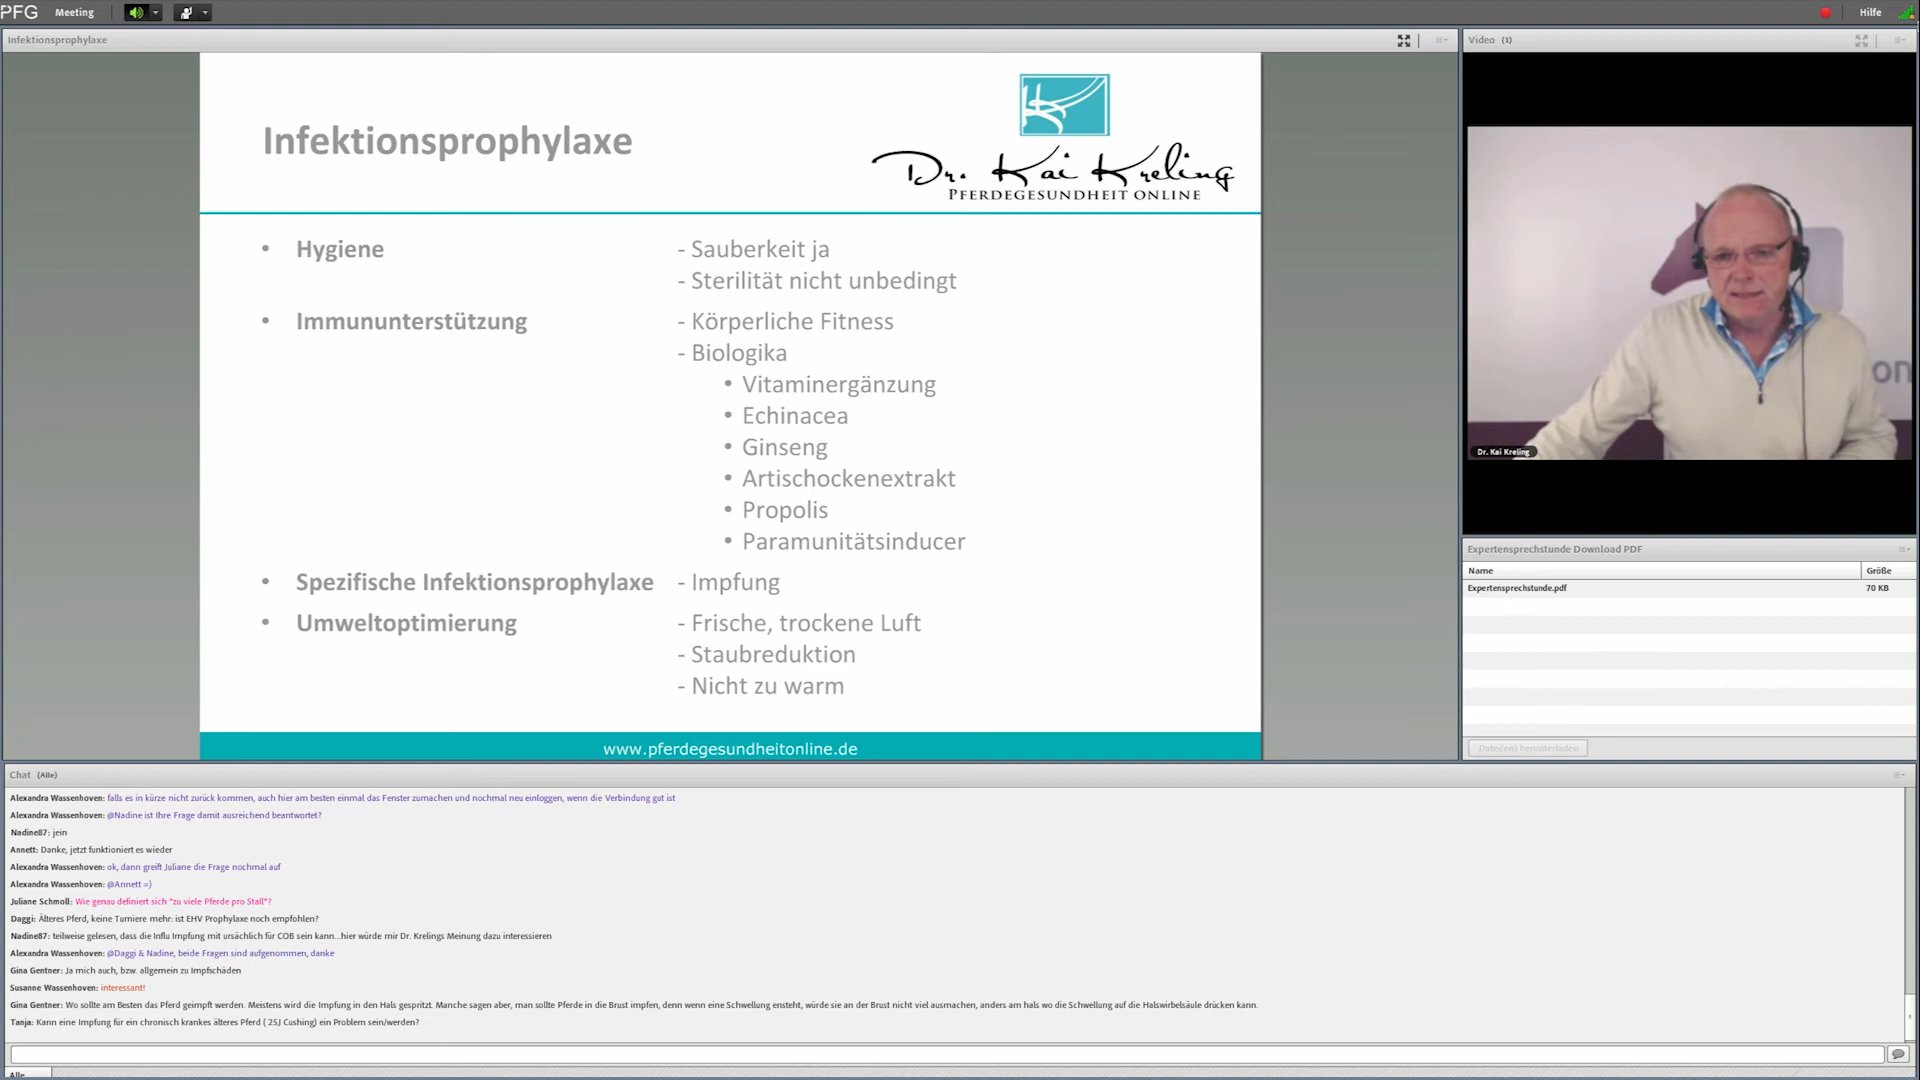 PFG Meeting Hilfe
Infektionsprophylaxe
Infektionsprophylaxe
Dr. Kai Kreling
PFERDEGESUNDHEIT ONLINE
• Hygiene - Sauberkeit ja
- Sterilität nicht unbedingt
• Immununterstützung - Körperliche Fitness
- Biologika
• Vitaminergänzung
• Echinacea
• Ginseng
• Artischockenextrakt
• Propolis
• Paramunitätsinducer
• Spezifische Infektionsprophylaxe - Impfung
• Umweltoptimierung - Frische, trockene Luft
- Staubreduktion
- Nicht zu warm
www.pferdegesundheitonline.de
Video (1)
on
Dr. Kai Kreling
Expertensprechstunde Download PDF
Name Größe
Expertensprechstunde.pdf 70 KB
Datei(en) herunterladen
Chat (Alle)
Alexandra Wassenhoven: falls es in kürze nicht zurück kommen, auch hier am besten einmal das Fenster zumachen und nochmal neu einloggen, wenn die Verbindung gut ist
Alexandra Wassenhoven: @Nadine ist Ihre Frage damit ausreichend beantwortet?
Nadine87: jein
Annett: Danke, jetzt funktioniert es wieder
Alexandra Wassenhoven: ok, dann greift Juliane die Frage nochmal auf
Alexandra Wassenhoven: @Annett =)
Juliane Schmoll: Wie genau definiert sich "zu viele Pferde pro Stall"?
Daggi: Älteres Pferd, keine Turniere mehr: ist EHV Prophylaxe noch empfohlen?
Nadine87: teilweise gelesen, dass die Influ Impfung mit ursächlich für COB sein kann...hier würde mir Dr. Krelings Meinung dazu interessieren
Alexandra Wassenhoven: @Daggi & Nadine, beide Fragen sind aufgenommen, danke
Gina Gentner: Ja mich auch, bzw. allgemein zu Impfschäden
Susanne Wassenhoven: interessant!
Gina Gentner: Wo sollte am Besten das Pferd geimpft werden. Meistens wird die Impfung in den Hals gespritzt. Manche sagen aber, man sollte Pferde in die Brust impfen, denn wenn eine Schwellung ensteht, würde sie an der Brust nicht viel ausmachen, anders am hals wo die Schwellung auf die Halswirbelsäule drücken kann.
Tanja: Kann eine Impfung für ein chronisch krankes älteres Pferd ( 25J Cushing) ein Problem sein/werden?
Alle